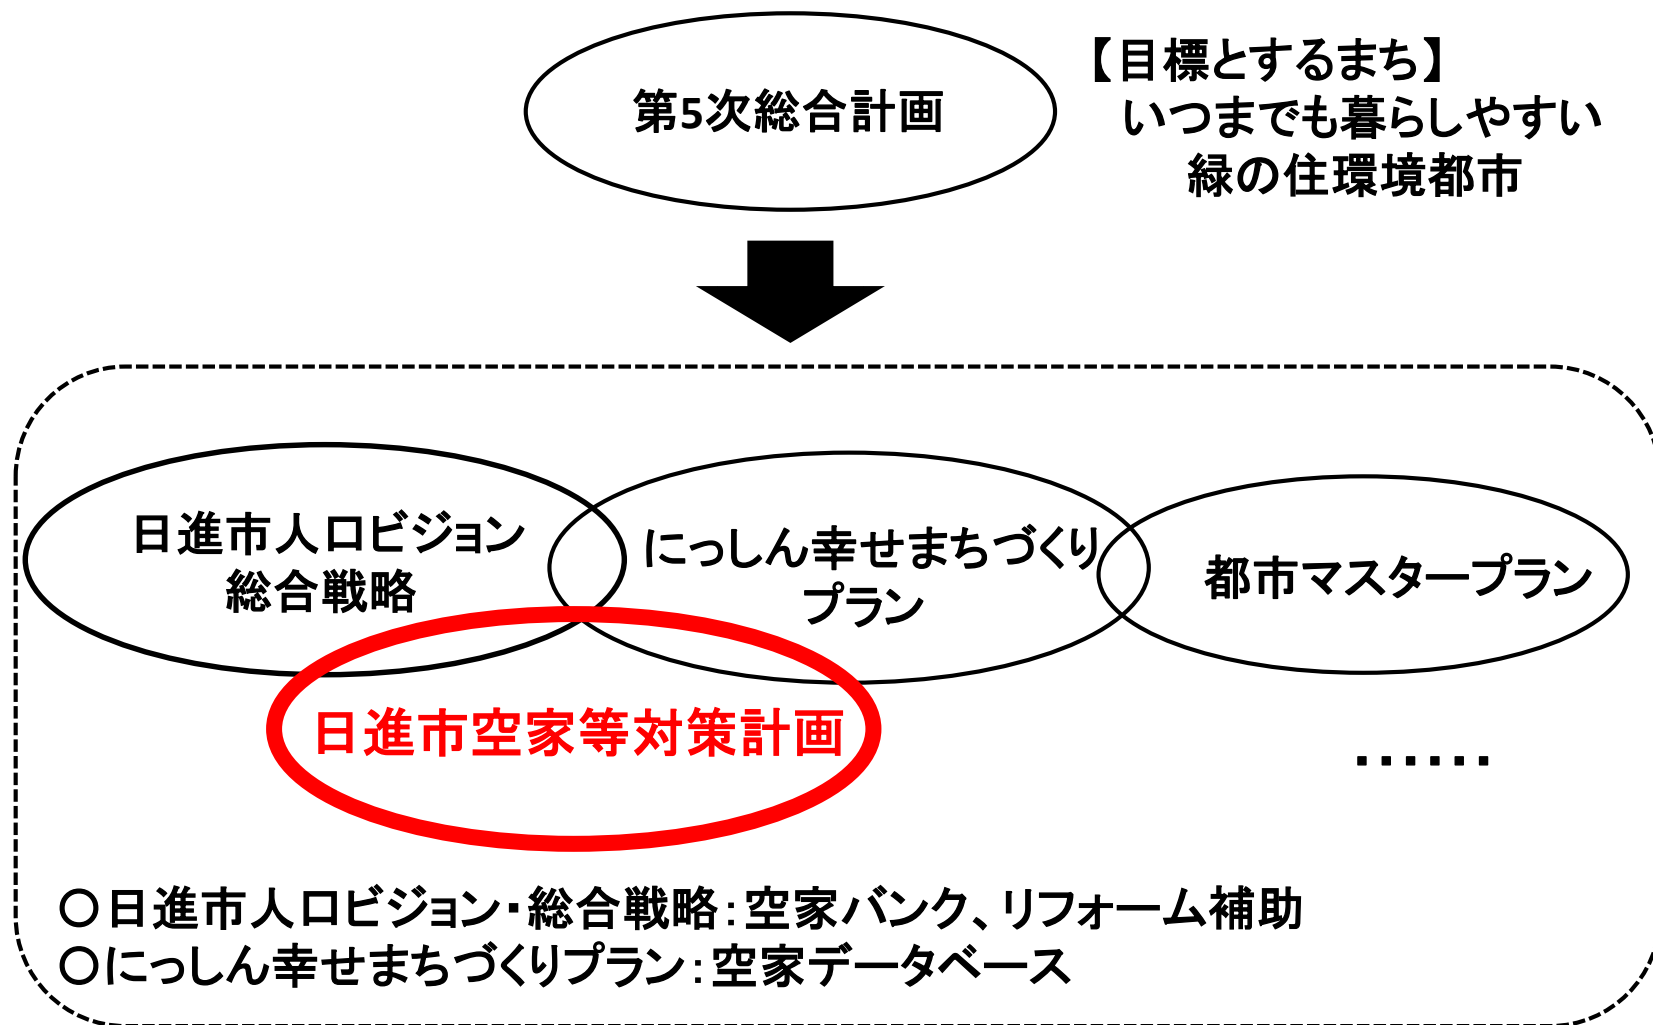 第5次総合計画
【目標とするまち】
いつまでも暮らしやすい
緑の住環境都市
日進市人口ビジョン
総合戦略
にっしん幸せまちづくり
プラン
都市マスタープラン
日進市空家等対策計画
……
○日進市人口ビジョン・総合戦略：空家バンク、リフォーム補助
○にっしん幸せまちづくりプラン：空家データベース